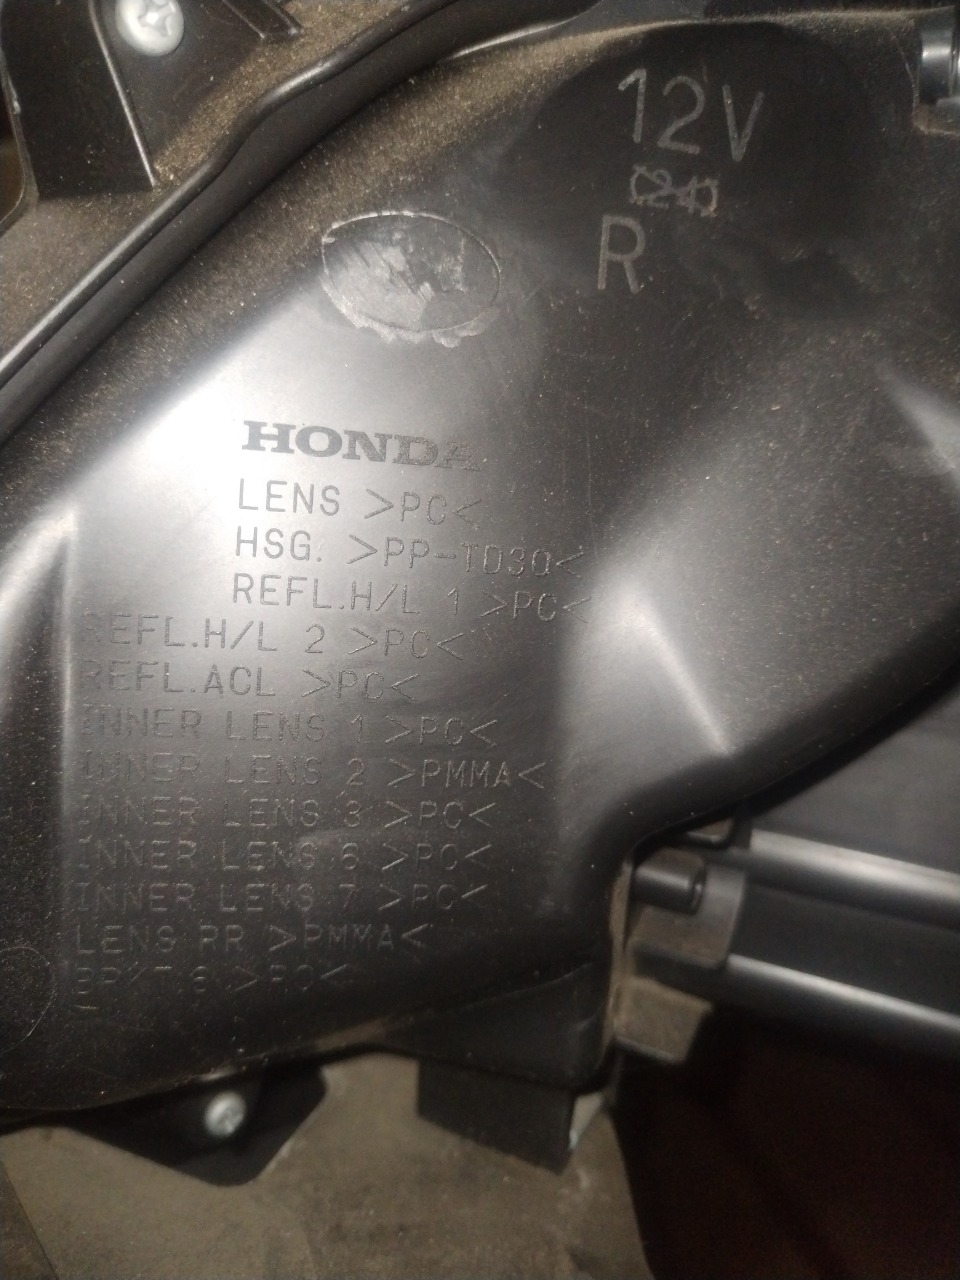 12V
R
HONDA
LENS >PC<
HSG. >PP-TD30<
REFL.H/L 1 >PC<
REFL.H/L 2 >PC<
REFL.ACL >PC<
INNER LENS 1 >PC<
INNER LENS 2 >PMMA<
INNER LENS 3 >PC<
INNER LENS 6 >PC<
INNER LENS 7 >PC<
LENS RR >PMMA<
>PC<